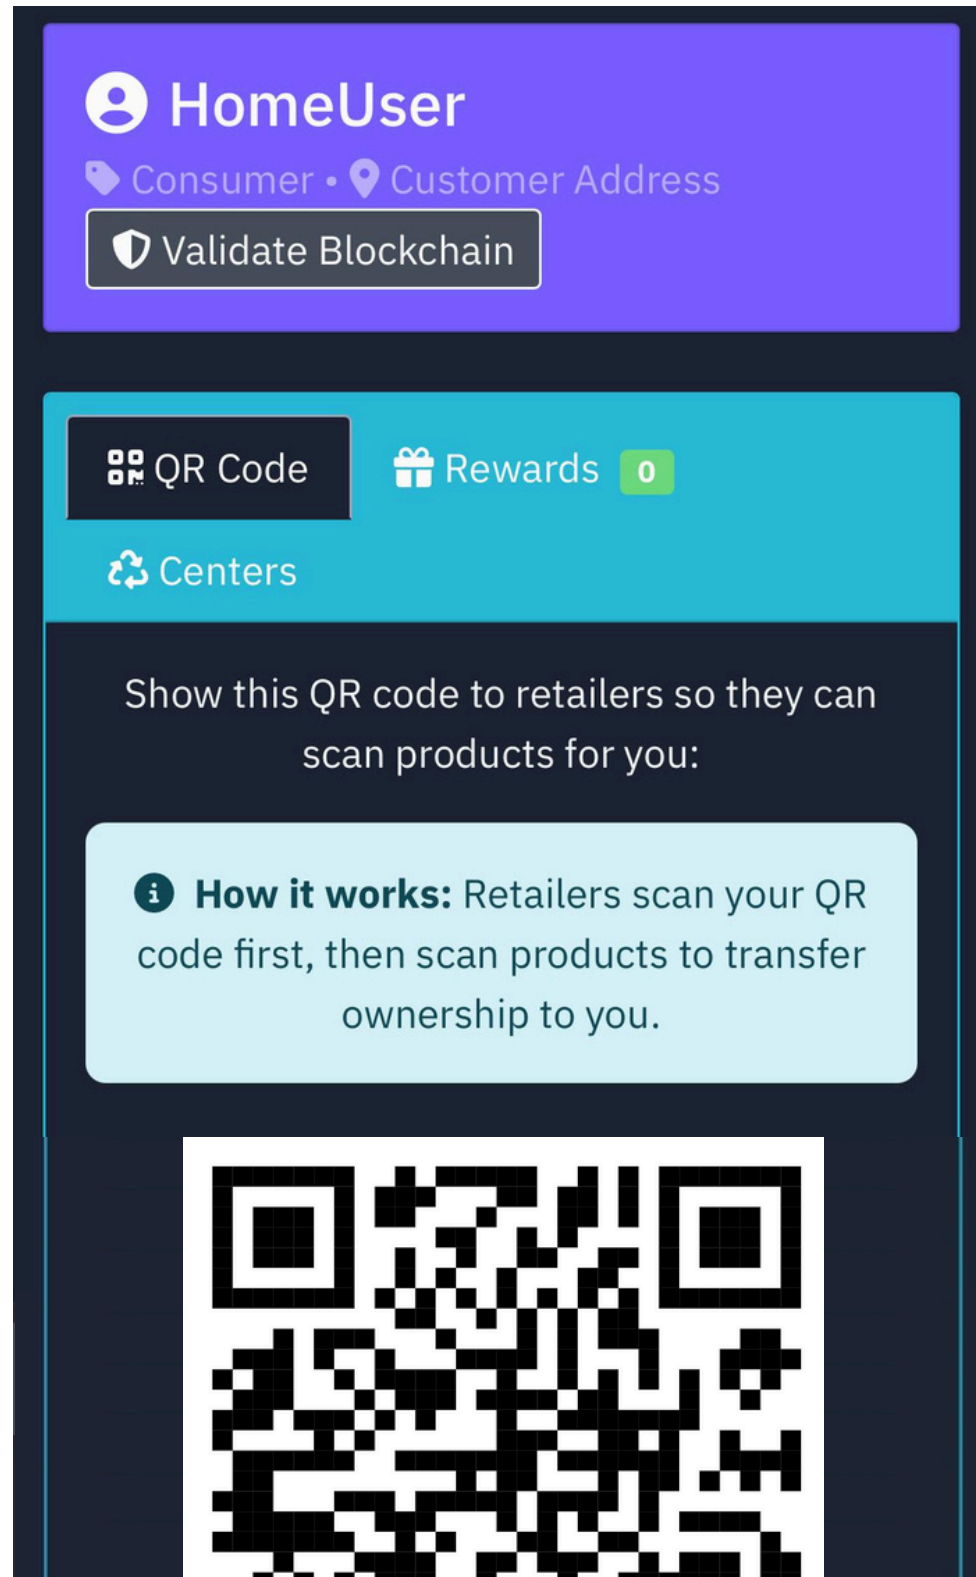 HomeUser
Consumer • Customer Address
Validate Blockchain
QR Code
Rewards 0
Centers
Show this QR code to retailers so they can
scan products for you:
How it works: Retailers scan your QR
code first, then scan products to transfer
ownership to you.